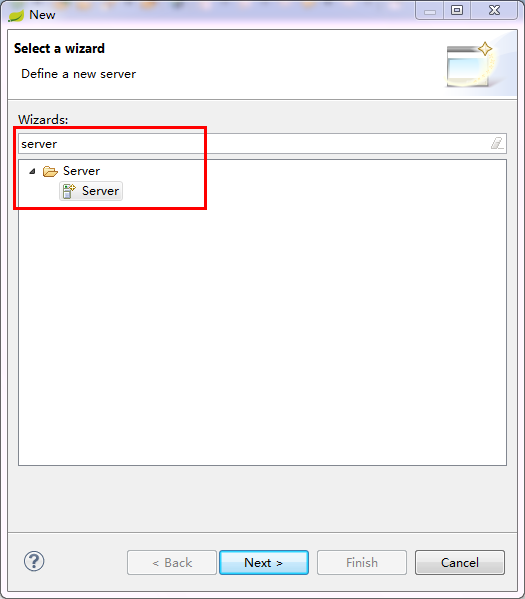 New
Select a wizard
Define a new server
Wizards:
server
Server
Server
?
< Back
Next >
Finish
Cancel